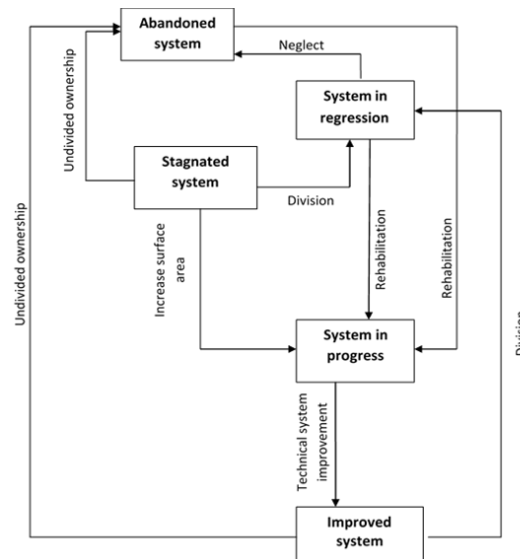 Abandoned
system
Neglect
System in
regression
Undivided ownership
Stagnated
system
Division
Undivided ownership
Increase surface
area
Rehabilitation
Rehabilitation
Division
System in
progress
Technical system
improvement
Improved
system